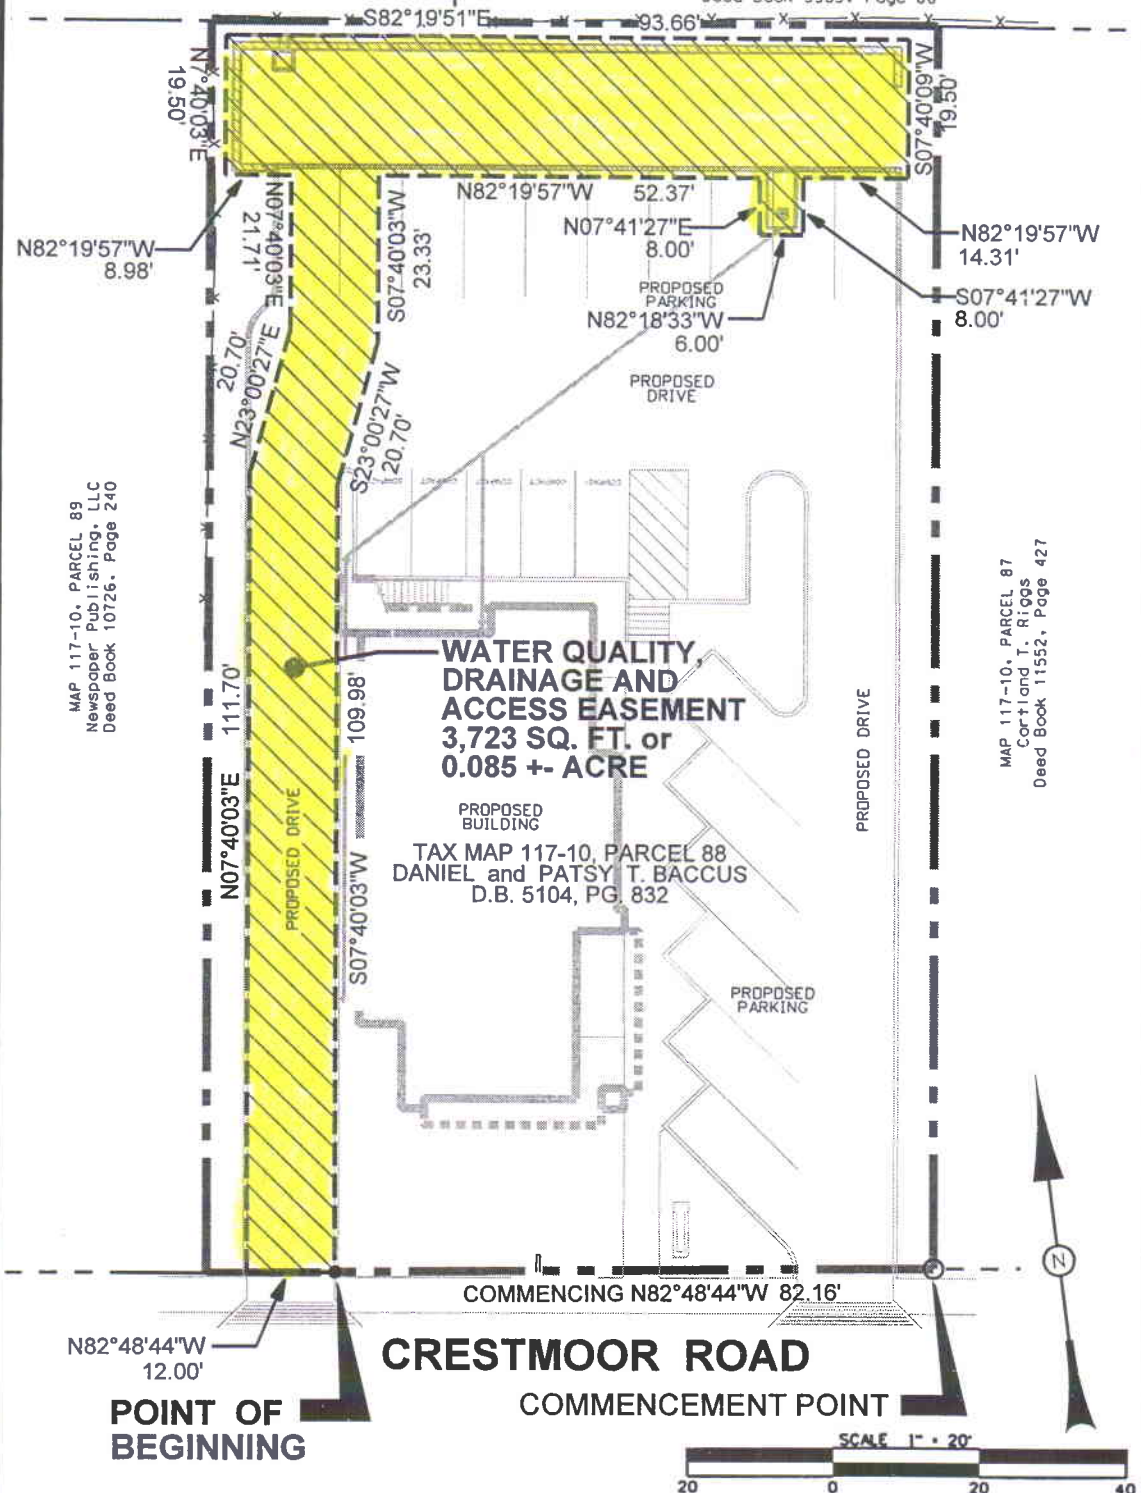 S82°19'51"E 93.66'
N7°40'03"E
19.50'
S07°40'09"W
19.50'
N82°19'57"W 52.37'
N82°19'57"W
8.98'
N07°40'03"E
21.71'
S07°40'03"W
23.33'
N07°41'27"E
8.00'
N82°19'57"W
14.31'
PROPOSED
PARKING
S07°41'27"W
8.00'
N82°18'33"W
6.00'
20.70'
N23°00'27"E
S23°00'27"W
20.70'
PROPOSED
DRIVE
MAP 117-10, PARCEL 89
Newspaper Publishing, LLC
Deed Book 10726, Page 240
MAP 117-10, PARCEL 87
Cortland T. Riggs
Deed Book 11552, Page 427
WATER QUALITY,
DRAINAGE AND
ACCESS EASEMENT
3,723 SQ. FT. or
0.085 +- ACRE
N07°40'03"E 111.70'
109.98'
S07°40'03"W
PROPOSED DRIVE
PROPOSED DRIVE
PROPOSED
BUILDING
TAX MAP 117-10, PARCEL 88
DANIEL and PATSY T. BACCUS
D.B. 5104, PG. 832
PROPOSED
PARKING
N
COMMENCING N82°48'44"W 82.16'
N82°48'44"W
12.00'
CRESTMOOR ROAD
POINT OF
BEGINNING
COMMENCEMENT POINT
SCALE 1" = 20'
20 0 20 40